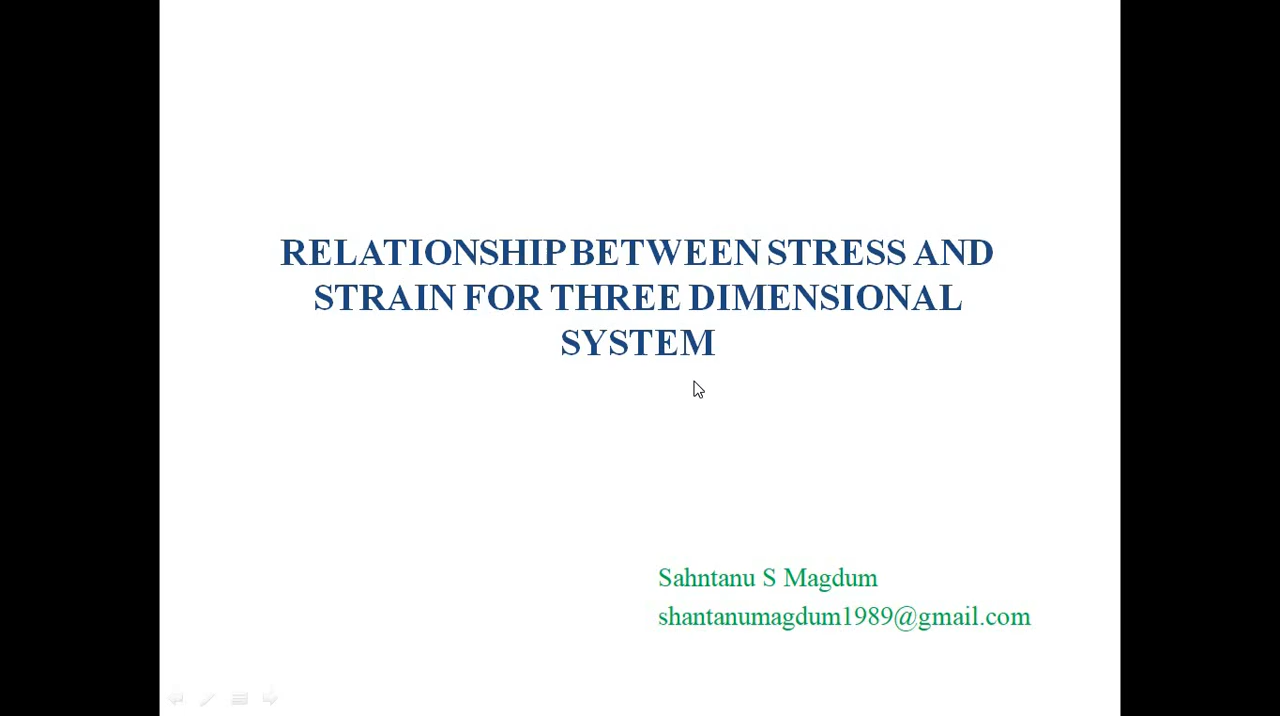 RELATIONSHIP BETWEEN STRESS AND
STRAIN FOR THREE DIMENSIONAL
SYSTEM
Sahntanu S Magdum
shantanumagdum1989@gmail.com